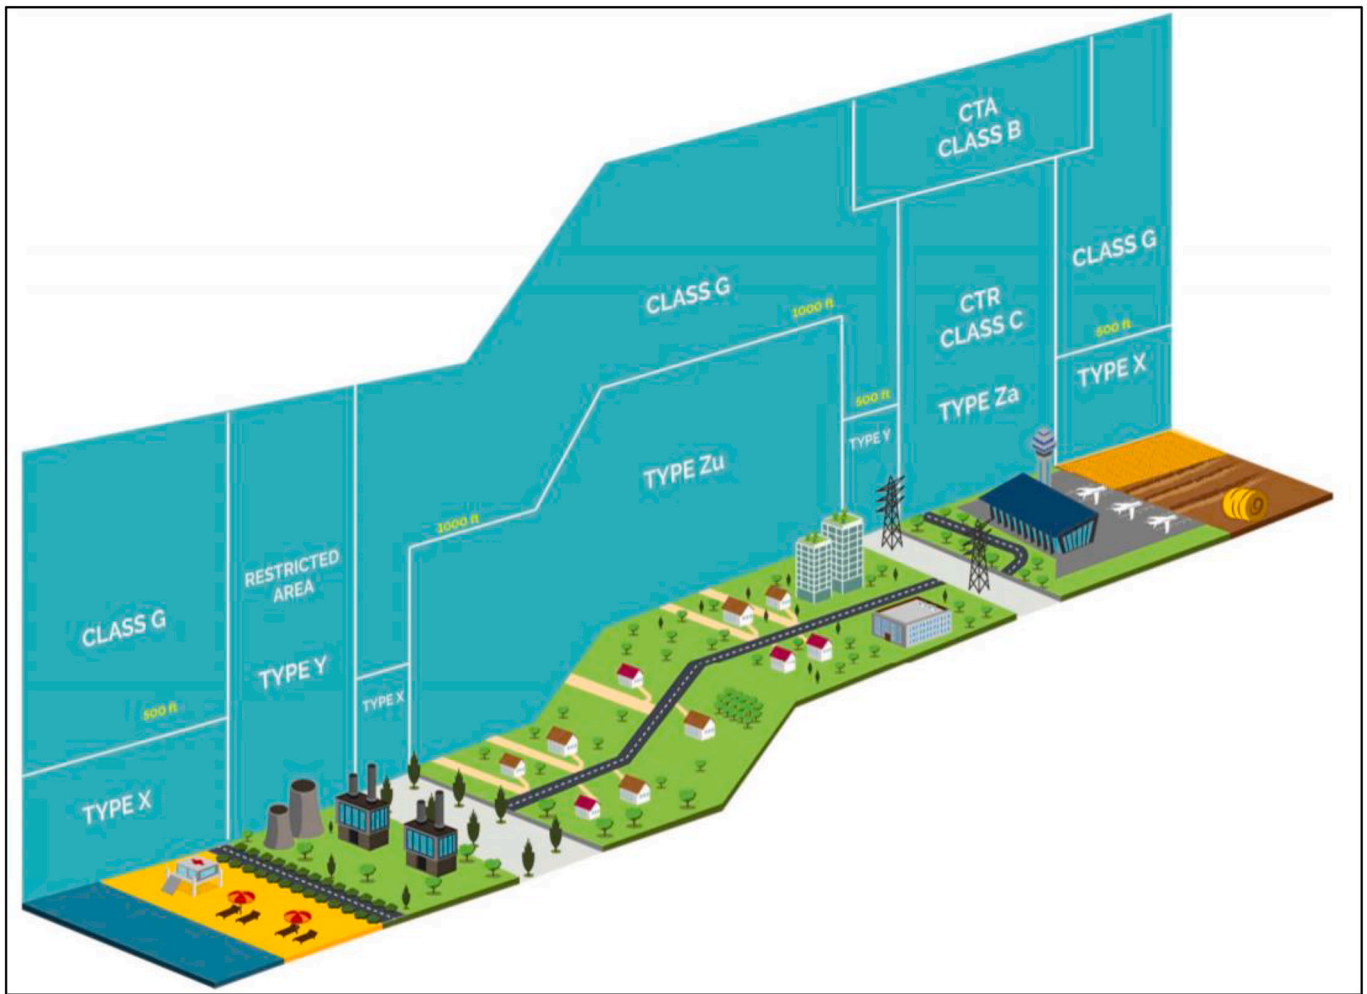 CTA
CLASS B
CLASS G
CLASS G
1000 ft
CTR
CLASS C
500 ft
TYPE X
500 ft
TYPE Za
TYPE Y
TYPE Zu
1000 ft
RESTRICTED
AREA
CLASS G
TYPE Y
TYPE X
500 ft
TYPE X